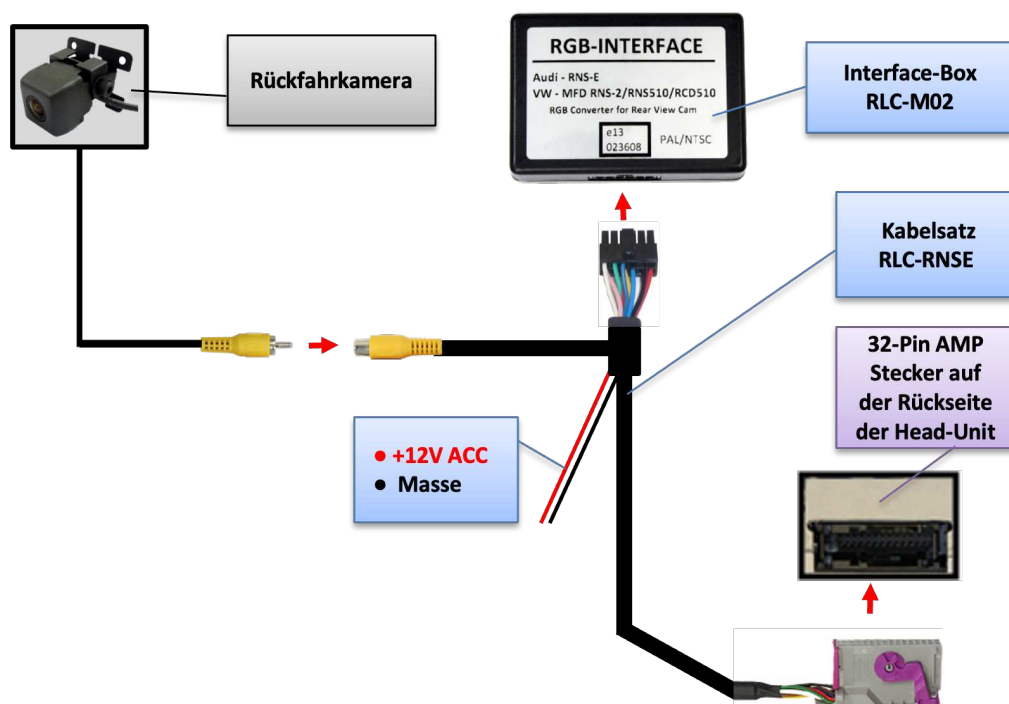 Rückfahrkamera
RGB-INTERFACE
Audi - RNS-E
VW - MFD RNS-2/RNS510/RCD510
RGB Converter for Rear View Cam
e13
023608
PAL/NTSC
Interface-Box
RLC-M02
Kabelsatz
RLC-RNSE
32-Pin AMP
Stecker auf
der Rückseite
der Head-Unit
● +12V ACC
● Masse